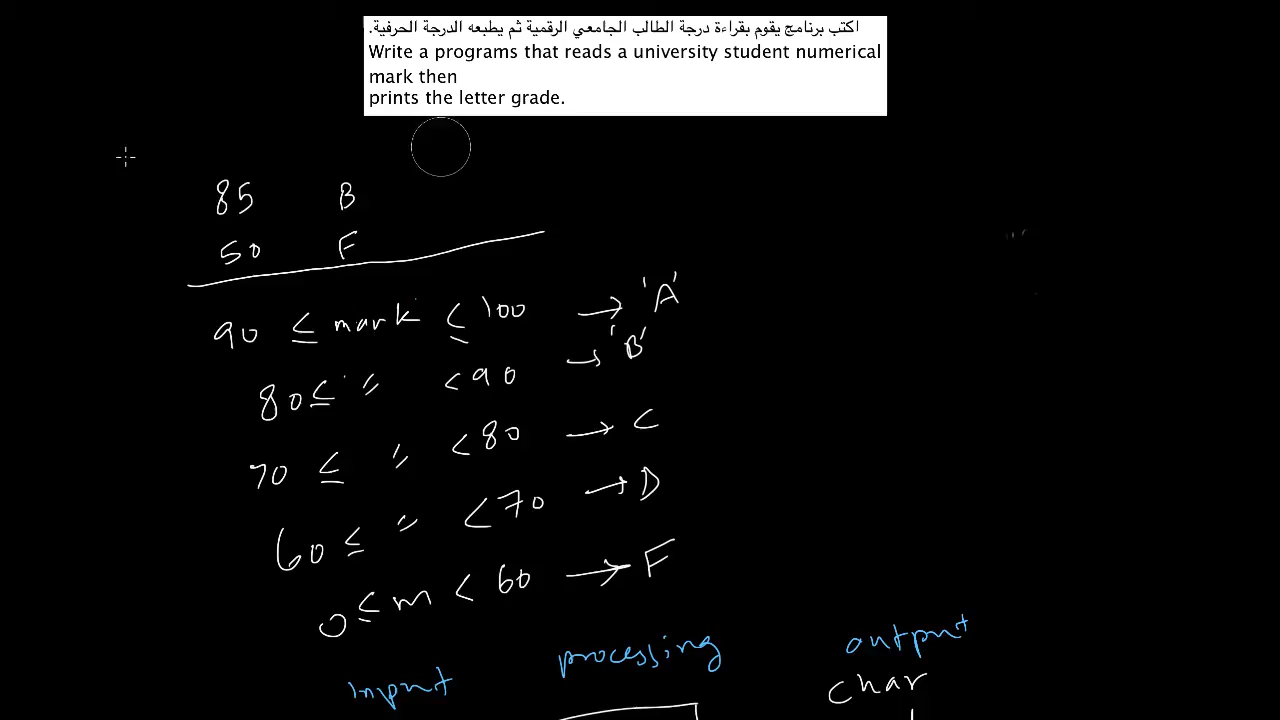 اكتب برنامج يقوم بقراءة درجة الطالب الجامعي الرقمية ثم يطبعه الدرجة الحرفية.
Write a programs that reads a university student numerical
mark then
prints the letter grade.
85 B
50 F
90 ≤ mark ≤ 100 → 'A'
80 ≤ " < 90 → 'B'
70 ≤ " < 80 → C
60 ≤ " < 70 → D
0 ≤ m < 60 → F
input processing output
char